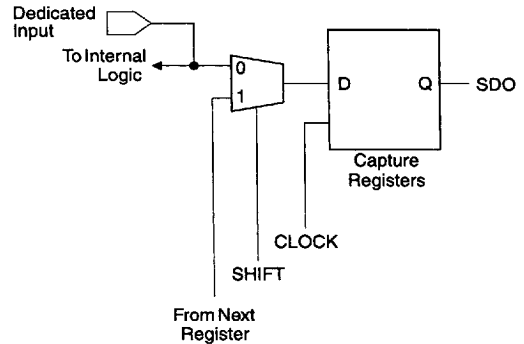 Dedicated
Input
To Internal
Logic
0
1
D
Q
SDO
Capture
Registers
CLOCK
SHIFT
From Next
Register